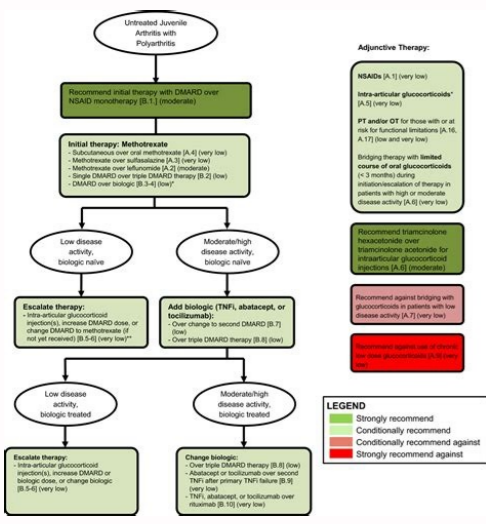 Untreated Juvenile
Arthritis with
Polyarthritis
Recommend initial therapy with DMARD over
NSAID monotherapy [B.1.] (moderate)
Initial therapy: Methotrexate
- Subcutaneous over oral methotrexate [A.4] (very low)
- Methotrexate over sulfasalazine [A.3] (very low)
- Methotrexate over leflunomide [A.2] (moderate)
- Single DMARD over triple DMARD therapy [B.2] (low)
- DMARD over biologic [B.3-4] (low)*
Low disease
activity,
biologic naïve
Moderate/high
disease activity,
biologic naïve
Escalate therapy:
- Intra-articular glucocorticoid
injection(s), increase DMARD dose, or
change DMARD to methotrexate (if
not yet received) [B.5-6] (very low)**
Add biologic (TNFi, abatacept, or
tocilizumab):
- Over change to second DMARD [B.7]
(low)
- Over triple DMARD therapy [B.8] (low)
Low disease
activity,
biologic treated
Moderate/high
disease activity,
biologic treated
Escalate therapy:
- Intra-articular glucocorticoid
injection(s), increase DMARD or
biologic dose, or change biologic
[B.5-6] (very low)
Change biologic:
- Over triple DMARD therapy [B.8] (low)
- Abatacept or tocilizumab over second
TNFi after primary TNFi failure [B.9]
(very low)
- TNFi, abatacept, or tocilizumab over
rituximab [B.10] (very low)
Adjunctive Therapy:
NSAIDs [A.1] (very low)
Intra-articular glucocorticoids*
[A.5] (very low)
PT and/or OT for those with or at
risk for functional limitations [A.16,
A.17] (low and very low)
Bridging therapy with limited
course of oral glucocorticoids
(< 3 months) during
initiation/escalation of therapy in
patients with high or moderate
disease activity [A.6] (very low)
Recommend triamcinolone
hexacetonide over
triamcinolone acetonide for
intraarticular glucocorticoid
injections [A.6] (moderate)
Recommend against bridging with
glucocorticoids in patients with low
disease activity [A.7] (very low)
Recommend against use of chronic
low dose glucocorticoids (very
low)
LEGEND
Strongly recommend
Conditionally recommend
Conditionally recommend against
Strongly recommend against